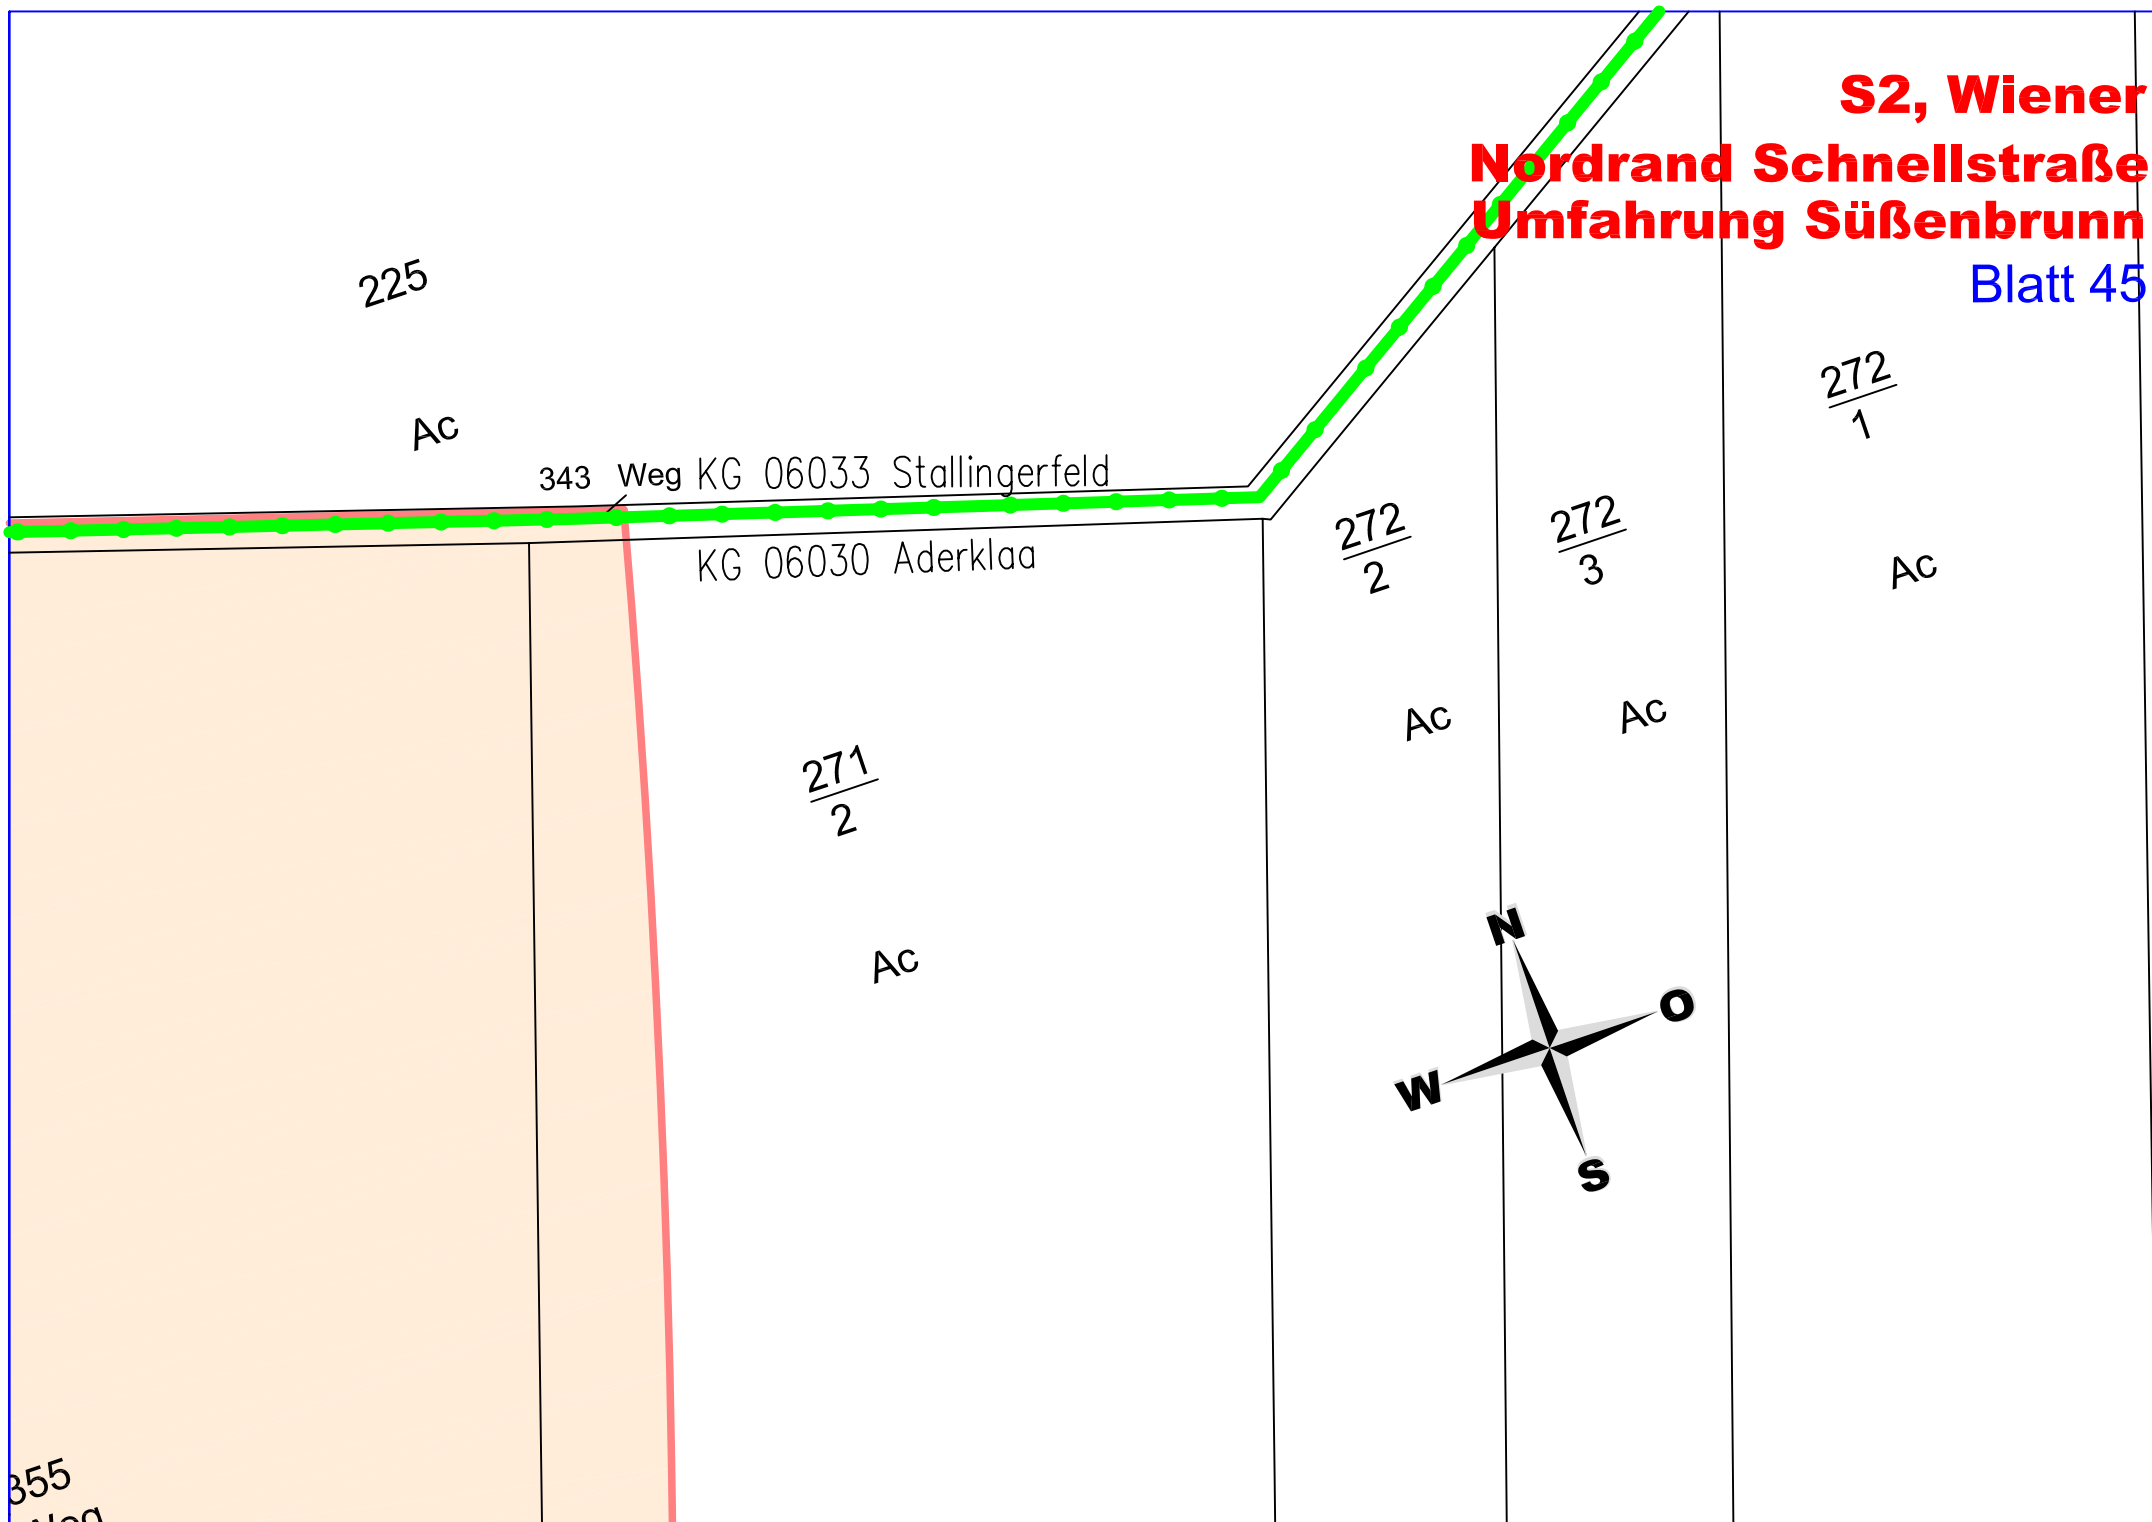 S2, Wiener
Nordrand Schnellstraße
Umfahrung Süßenbrunn
Blatt 45
225
Ac
343 Weg
KG 06033 Stallingerfeld
KG 06030 Aderklaa
272
1
Ac
272
2
Ac
272
3
Ac
271
2
Ac
N
O
W
S
355